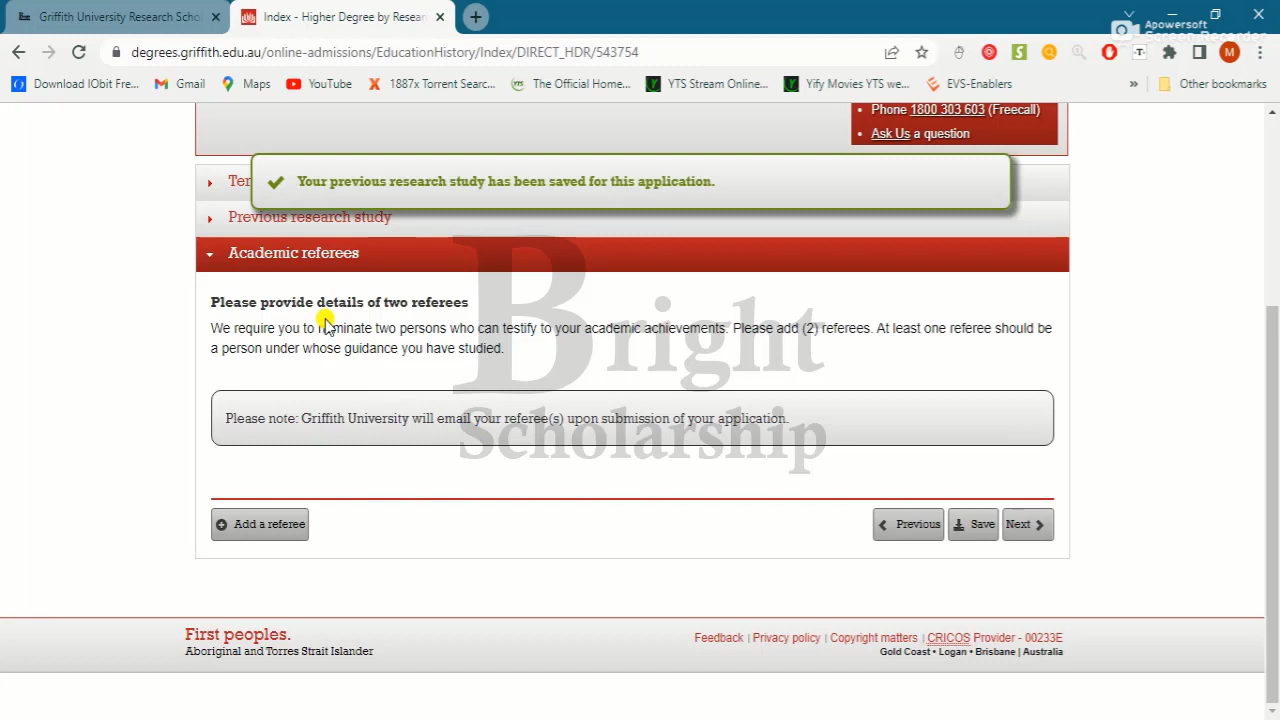 Griffith University Research Schol
Index - Higher Degree by Resear
Apowersoft
Screen Recorder
degrees.griffith.edu.au/online-admissions/EducationHistory/Index/DIRECT_HDR/543754
M
Download IObit Fre...
Gmail
Maps
YouTube
1887x Torrent Searc...
The Official Home...
YTS Stream Online...
Yify Movies YTS we...
EVS-Enablers
»
Other bookmarks
• Phone 1800 303 603 (Freecall)
• Ask Us a question
Ter
Your previous research study has been saved for this application.
Previous research study
Academic referees
Please provide details of two referees
We require you to nominate two persons who can testify to your academic achievements. Please add (2) referees. At least one referee should be
a person under whose guidance you have studied.
Bright
Scholarship
Please note: Griffith University will email your referee(s) upon submission of your application.
Add a referee
Previous
Save
Next
First peoples.
Aboriginal and Torres Strait Islander
Feedback | Privacy policy | Copyright matters | CRICOS Provider - 00233E
Gold Coast • Logan • Brisbane | Australia